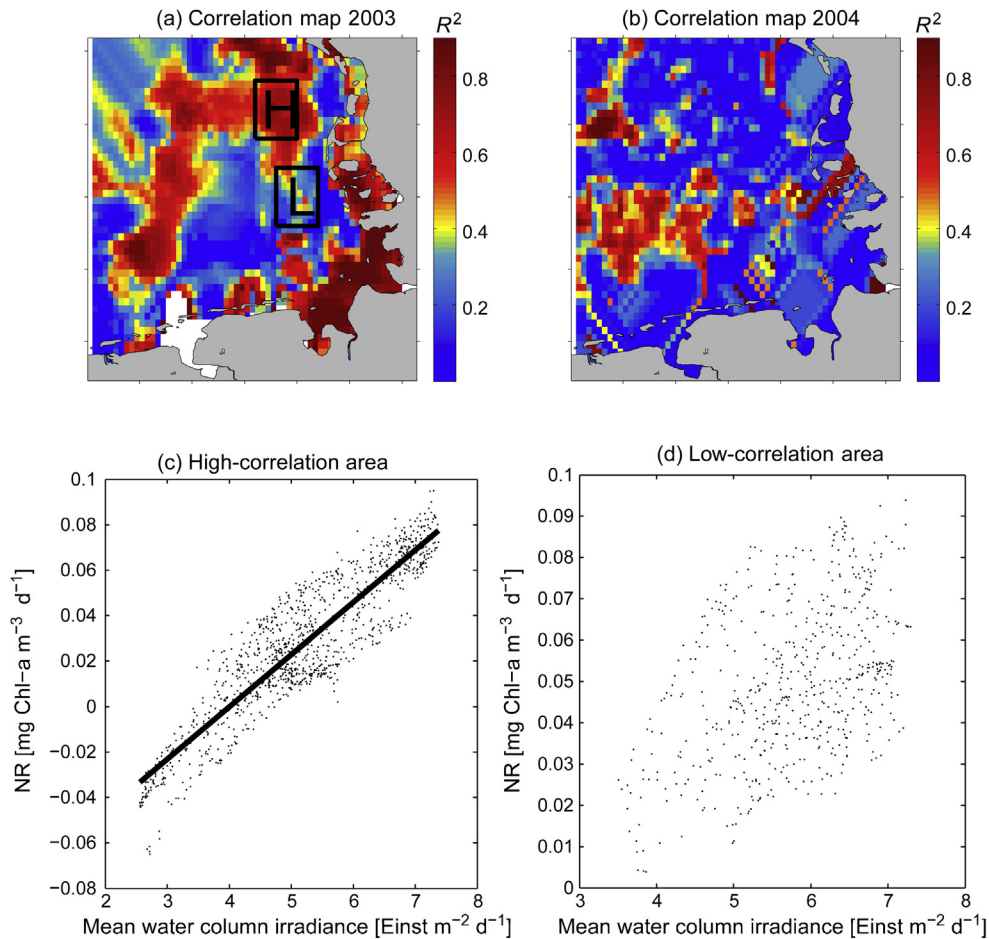 (a) Correlation map 2003
R²
0.8
0.6
0.4
0.2
H
L
(b) Correlation map 2004
R²
0.8
0.6
0.4
0.2
(c) High-correlation area
NR [mg Chl−a m⁻³ d⁻¹]
0.1
0.08
0.06
0.04
0.02
0
−0.02
−0.04
−0.06
−0.08
2 3 4 5 6 7 8
Mean water column irradiance [Einst m⁻² d⁻¹]
(d) Low-correlation area
NR [mg Chl−a m⁻³ d⁻¹]
0.1
0.09
0.08
0.07
0.06
0.05
0.04
0.03
0.02
0.01
0
3 4 5 6 7 8
Mean water column irradiance [Einst m⁻² d⁻¹]